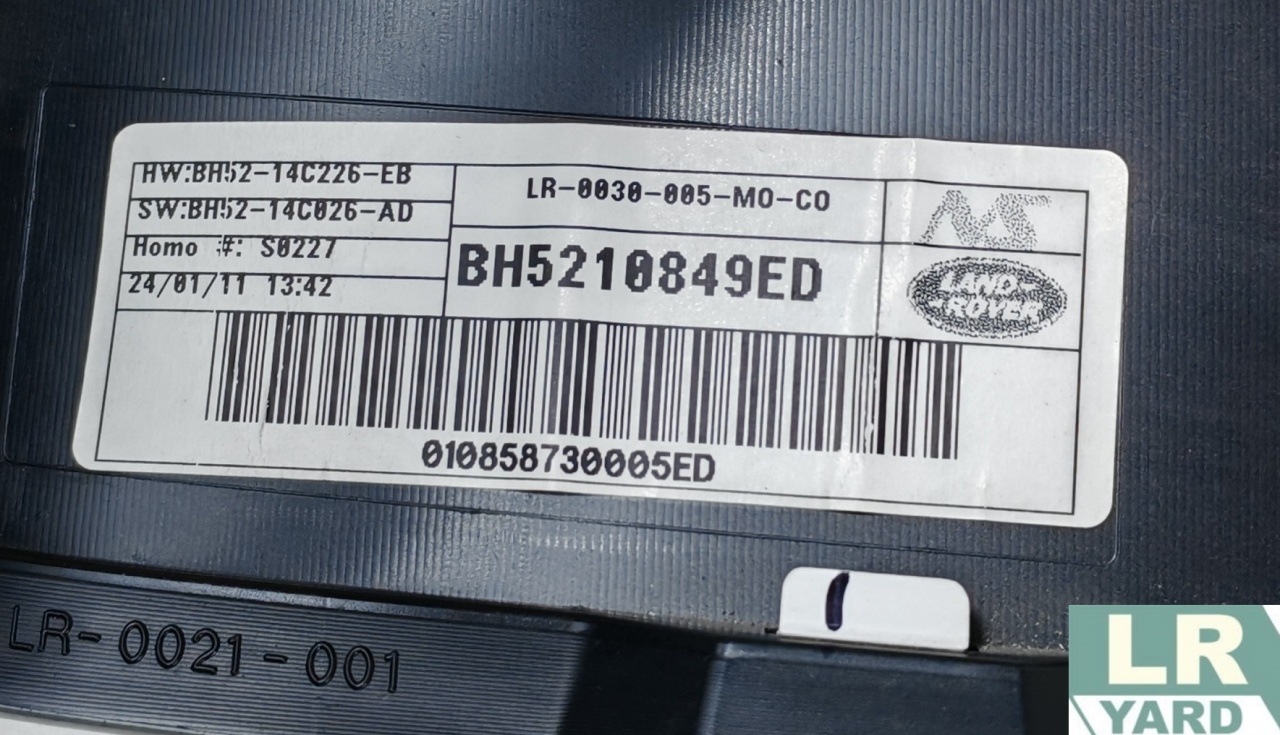 HW:BH52-14C226-EB
SW:BH52-14C026-AD
Homo #: S0227
24/01/11 13:42
LR-0030-005-MO-CO
BH5210849ED
LAND-
-ROVER
010858730005ED
LR-0021-001
LR
YARD